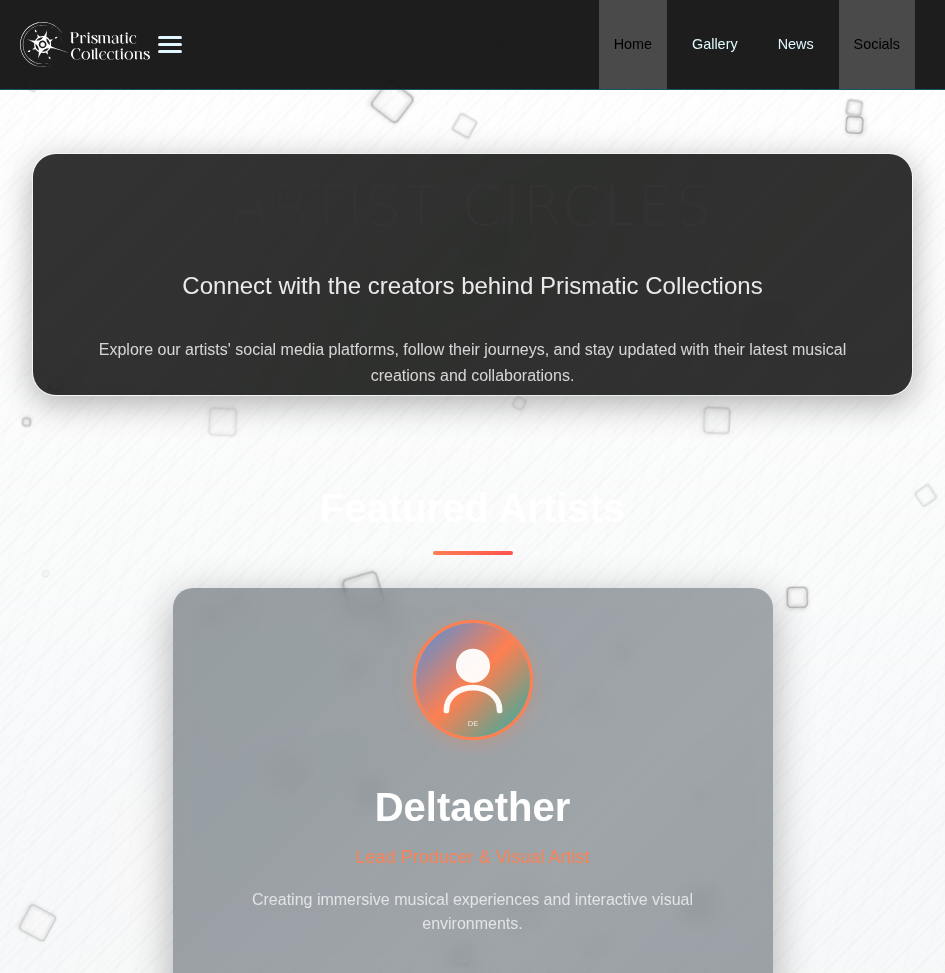 Prismatic
Collections
Home
Gallery
News
Socials
ARTIST CIRCLES
Connect with the creators behind Prismatic Collections
Explore our artists' social media platforms, follow their journeys, and stay updated with their latest musical
creations and collaborations.
Featured Artists
DE
Deltaether
Lead Producer & Visual Artist
Creating immersive musical experiences and interactive visual
environments.